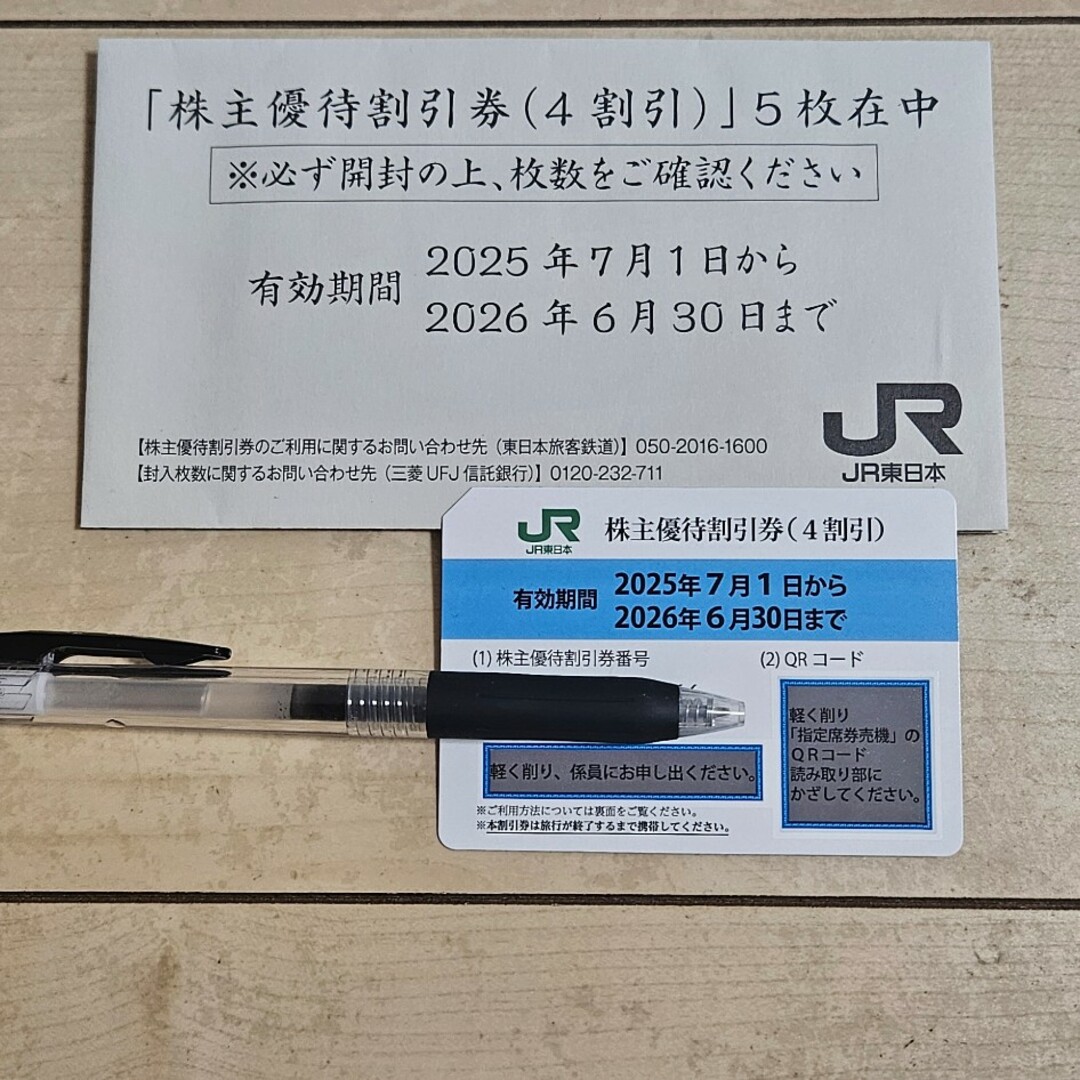 「株主優待割引券(4割引)」5枚在中
※必ず開封の上、枚数をご確認ください
有効期間 2025年7月1日から
2026年6月30日まで
【株主優待割引券のご利用に関するお問い合わせ先（東日本旅客鉄道）】050-2016-1600
【封入枚数に関するお問い合わせ先（三菱UFJ信託銀行）】0120-232-711
JR
JR東日本
JR
JR東日本
株主優待割引券(4割引)
有効期間 2025年7月1日から
2026年6月30日まで
(1) 株主優待割引券番号
(2) QRコード
軽く削り、係員にお申し出ください。
軽く削り
「指定席券売機」の
QRコード
読み取り部に
かざしてください。
※ご利用方法については裏面をご覧ください。
※本割引券は旅行が終了するまで携帯してください。